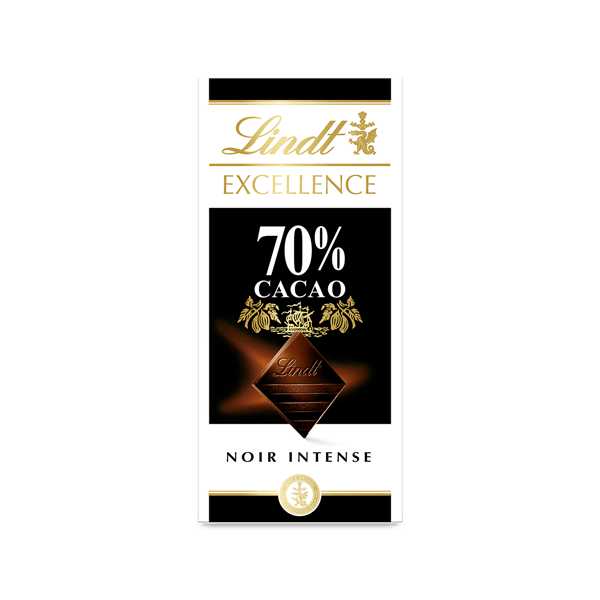 Lindt
EXCELLENCE
70%
CACAO
Lindt
NOIR INTENSE